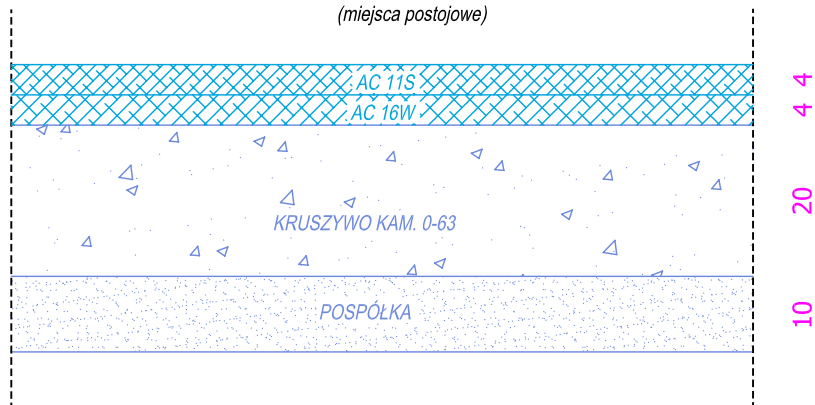 (miejsca postojowe)
AC 11S
4
AC 16W
4
KRUSZYWO KAM. 0-63
20
POSPÓŁKA
10